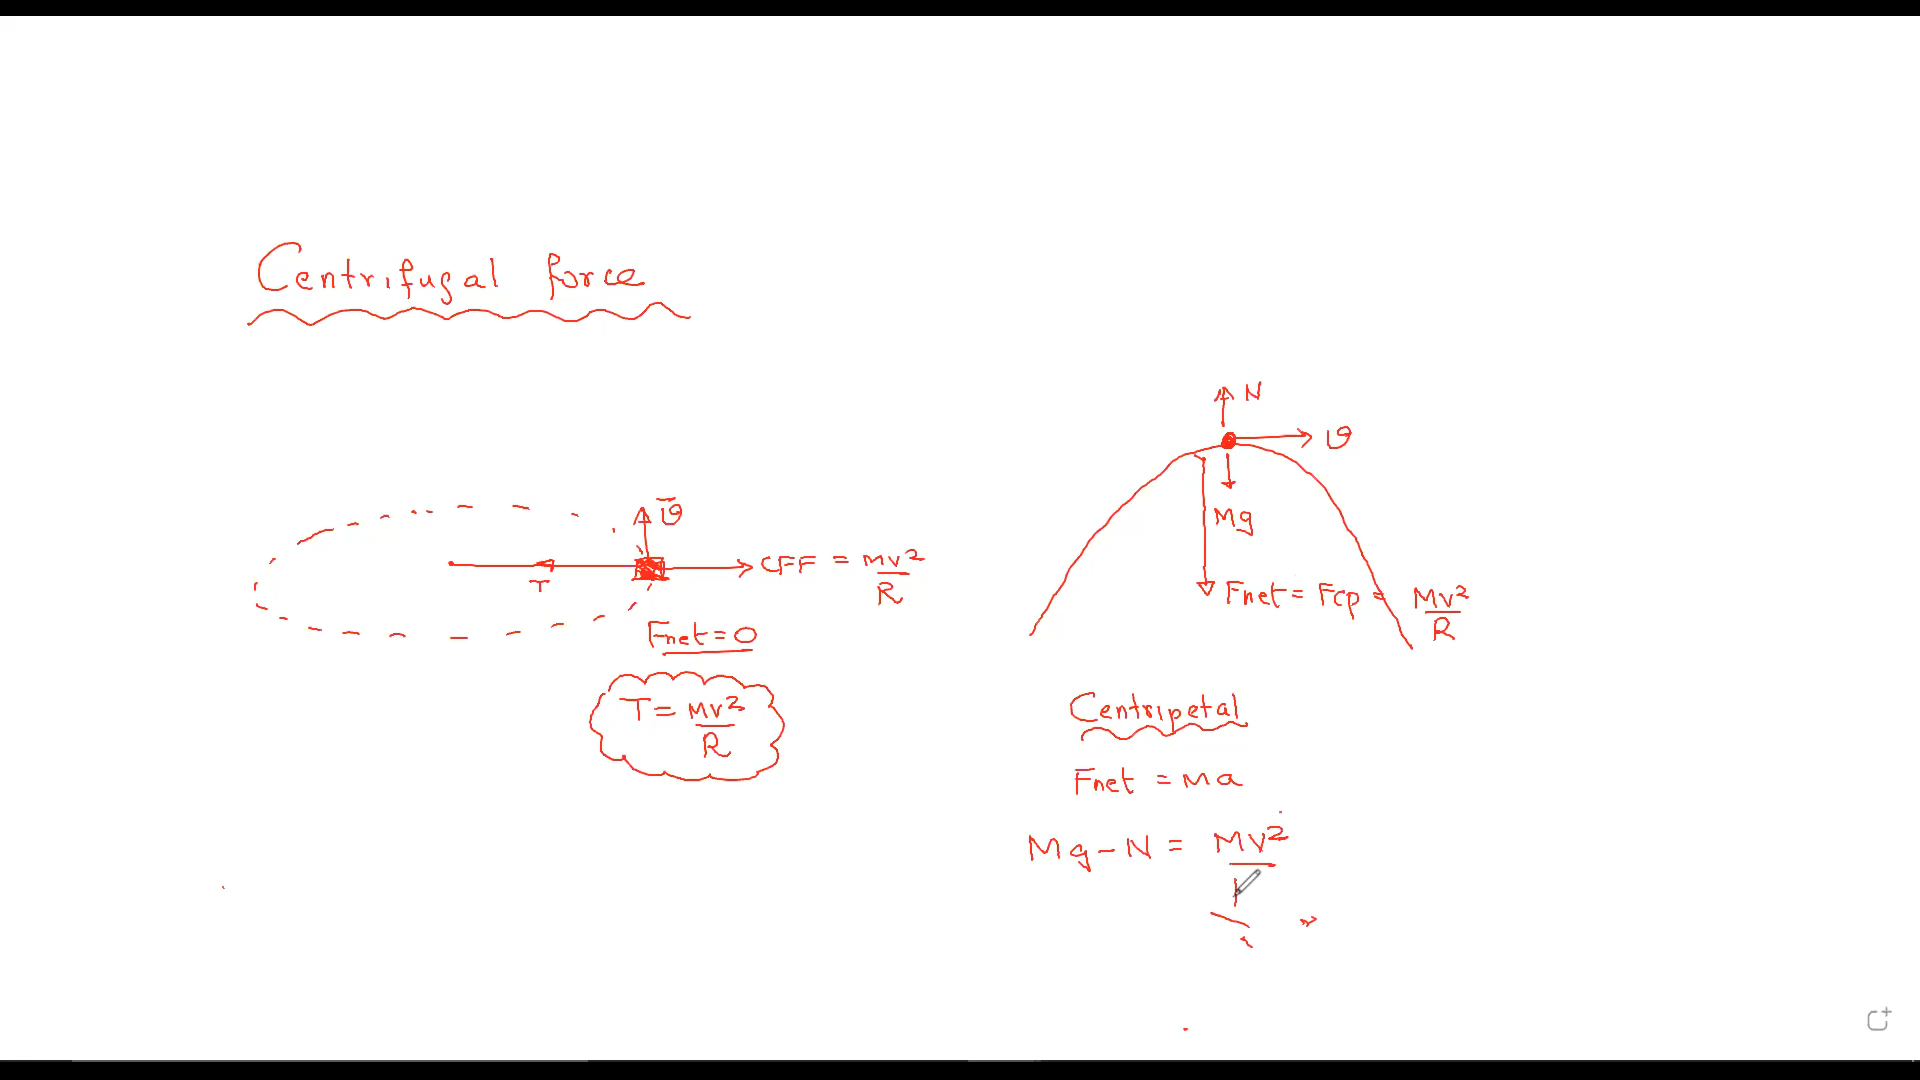 Centrifugal force
v̄
T
CFF = Mv²/R
Fnet = 0
T = Mv²/R
N
v
Mg
Fnet = Fcp = Mv²/R
Centripetal
Fnet = Ma
Mg - N = Mv²